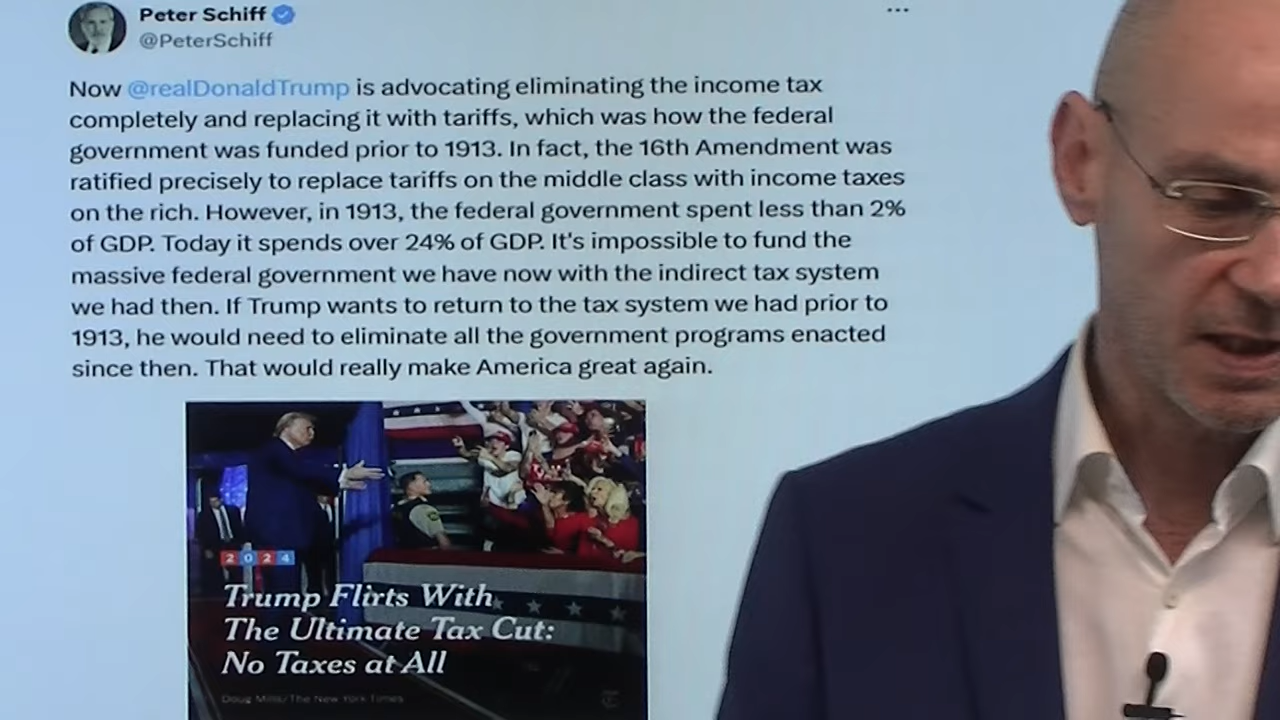 Peter Schiff
@PeterSchiff
Now @realDonaldTrump is advocating eliminating the income tax
completely and replacing it with tariffs, which was how the federal
government was funded prior to 1913. In fact, the 16th Amendment was
ratified precisely to replace tariffs on the middle class with income taxes
on the rich. However, in 1913, the federal government spent less than 2%
of GDP. Today it spends over 24% of GDP. It's impossible to fund the
massive federal government we have now with the indirect tax system
we had then. If Trump wants to return to the tax system we had prior to
1913, he would need to eliminate all the government programs enacted
since then. That would really make America great again.
2024
Trump Flirts With
The Ultimate Tax Cut:
No Taxes at All
Doug Mills/The New York Times